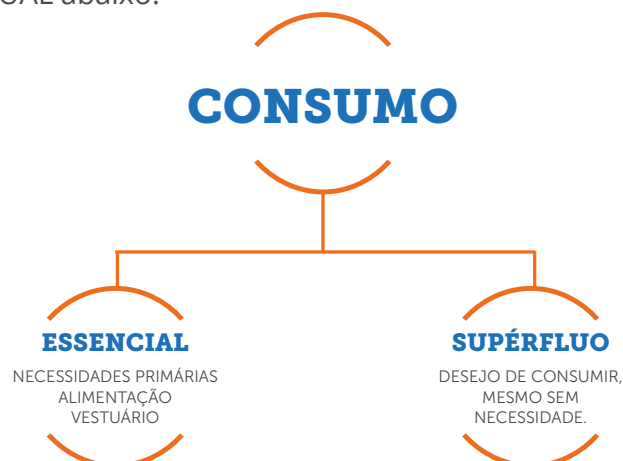 CONSUMO
ESSENCIAL
NECESSIDADES PRIMÁRIAS
ALIMENTAÇÃO
VESTUÁRIO
SUPÉRFLUO
DESEJO DE CONSUMIR,
MESMO SEM
NECESSIDADE.